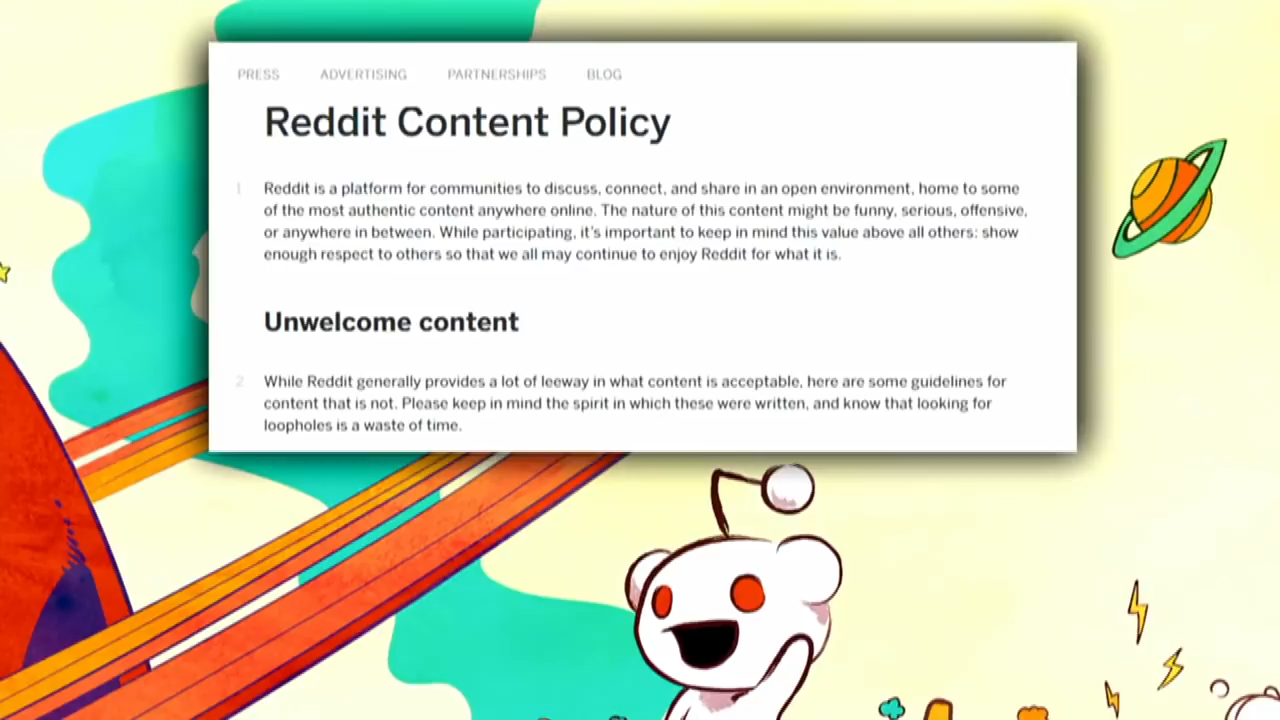 PRESS ADVERTISING PARTNERSHIPS BLOG
Reddit Content Policy
1 Reddit is a platform for communities to discuss, connect, and share in an open environment, home to some
of the most authentic content anywhere online. The nature of this content might be funny, serious, offensive,
or anywhere in between. While participating, it's important to keep in mind this value above all others: show
enough respect to others so that we all may continue to enjoy Reddit for what it is.
Unwelcome content
2 While Reddit generally provides a lot of leeway in what content is acceptable, here are some guidelines for
content that is not. Please keep in mind the spirit in which these were written, and know that looking for
loopholes is a waste of time.